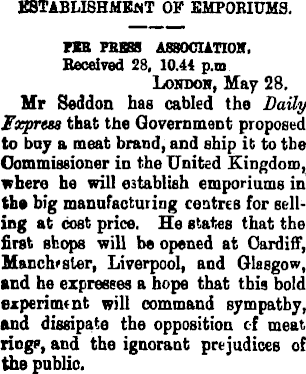 ESTABLISHMENT OF EMPORIUMS.
PER PRESS ASSOCIATION.
Received 28, 10.44 p.m
LONDON, May 28.
Mr Seddon has cabled the Daily
Express that the Government proposed
to buy a meat brand, and ship it to the
Commissioner in the United Kingdom,
where he will establish emporiums in
the big manufacturing centres for sell-
ing at cost price. He states that the
first shops will be opened at Cardiff,
Manchester, Liverpool, and Glasgow,
and he expresses a hope that this bold
experiment will command sympathy,
and dissipate the opposition of meat
rings, and the ignorant prejudices of
the public.